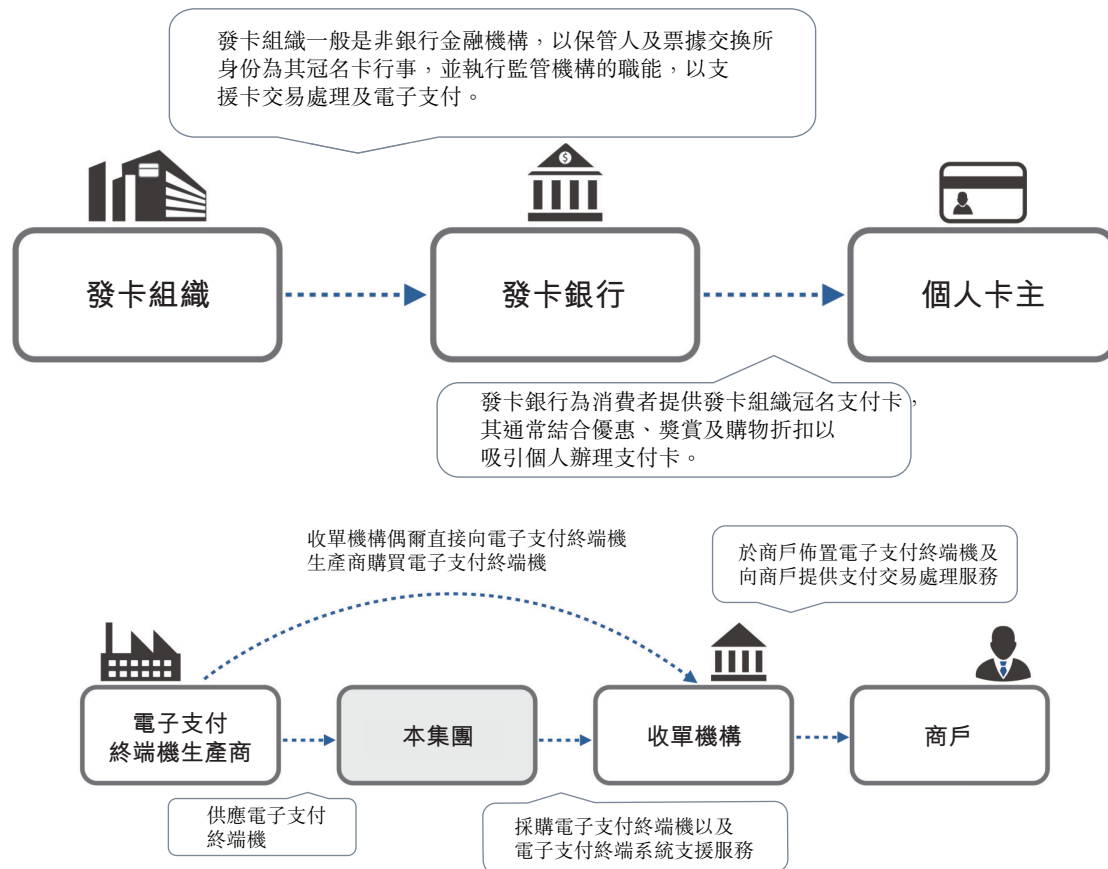 發卡組織一般是非銀行金融機構，以保管人及票據交換所
身份為其冠名卡行事，並執行監管機構的職能，以支
援卡交易處理及電子支付。
發卡組織
發卡銀行
個人卡主
發卡銀行為消費者提供發卡組織冠名支付卡，
其通常結合優惠、獎賞及購物折扣以
吸引個人辦理支付卡。
收單機構偶爾直接向電子支付終端機
生產商購買電子支付終端機
於商戶佈置電子支付終端機及
向商戶提供支付交易處理服務
電子支付
終端機生產商
本集團
收單機構
商戶
供應電子支付
終端機
採購電子支付終端機以及
電子支付終端系統支援服務